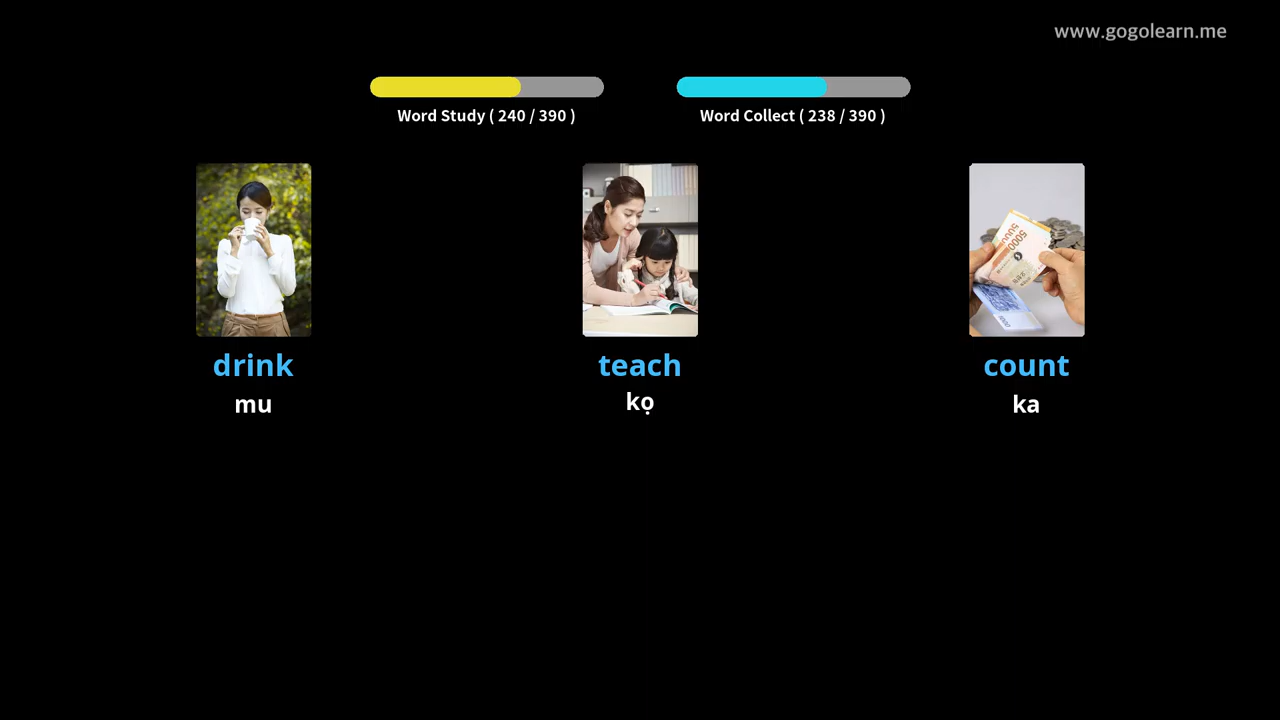 www.gogolearn.me
Word Study ( 240 / 390 )
Word Collect ( 238 / 390 )
drink
teach
count
mu
kọ
ka